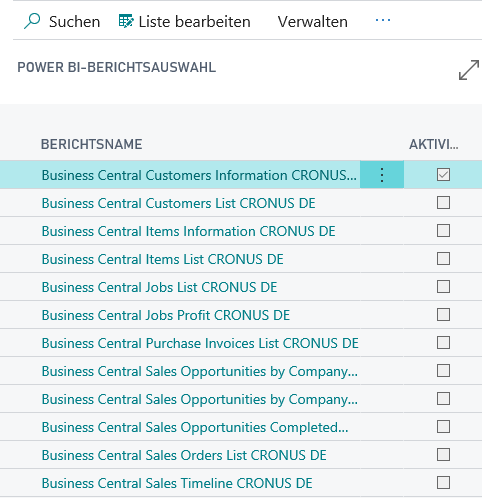 Suchen Liste bearbeiten Verwalten ...
POWER BI-BERICHTSAUSWAHL
BERICHTSNAME AKTIVI...
Business Central Customers Information CRONUS...
Business Central Customers List CRONUS DE
Business Central Items Information CRONUS DE
Business Central Items List CRONUS DE
Business Central Jobs List CRONUS DE
Business Central Jobs Profit CRONUS DE
Business Central Purchase Invoices List CRONUS DE
Business Central Sales Opportunities by Company...
Business Central Sales Opportunities by Company...
Business Central Sales Opportunities Completed...
Business Central Sales Orders List CRONUS DE
Business Central Sales Timeline CRONUS DE